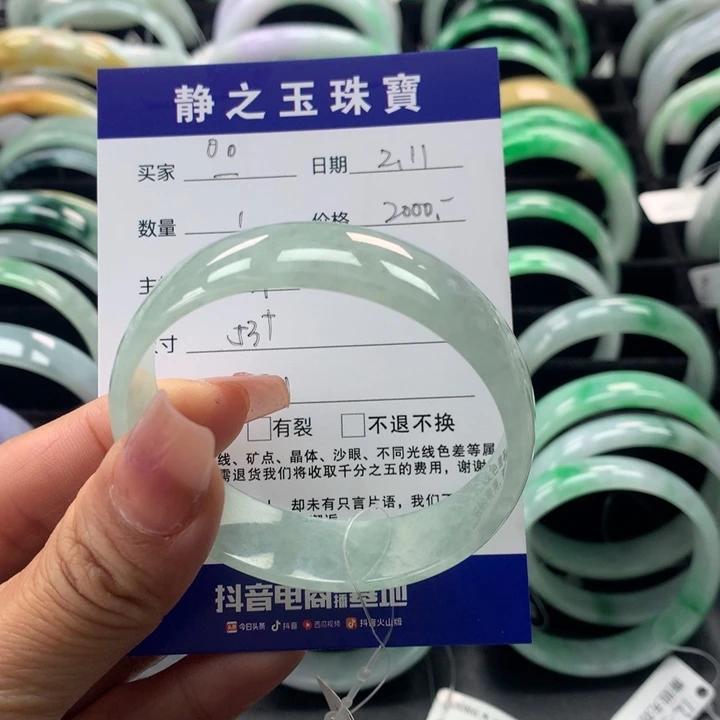 静之玉珠寶
买家 00 日期 2.11
数量 1 价格 2000.-
主
寸 53↑
有裂 不退不换
线、矿点、晶体、沙眼、不同光线色差等属
需退货我们将收取千分之五的费用,谢谢
却未有只言片语,我们
抖音电商直播基地
今日头条 抖音 西瓜视频 抖音火山版